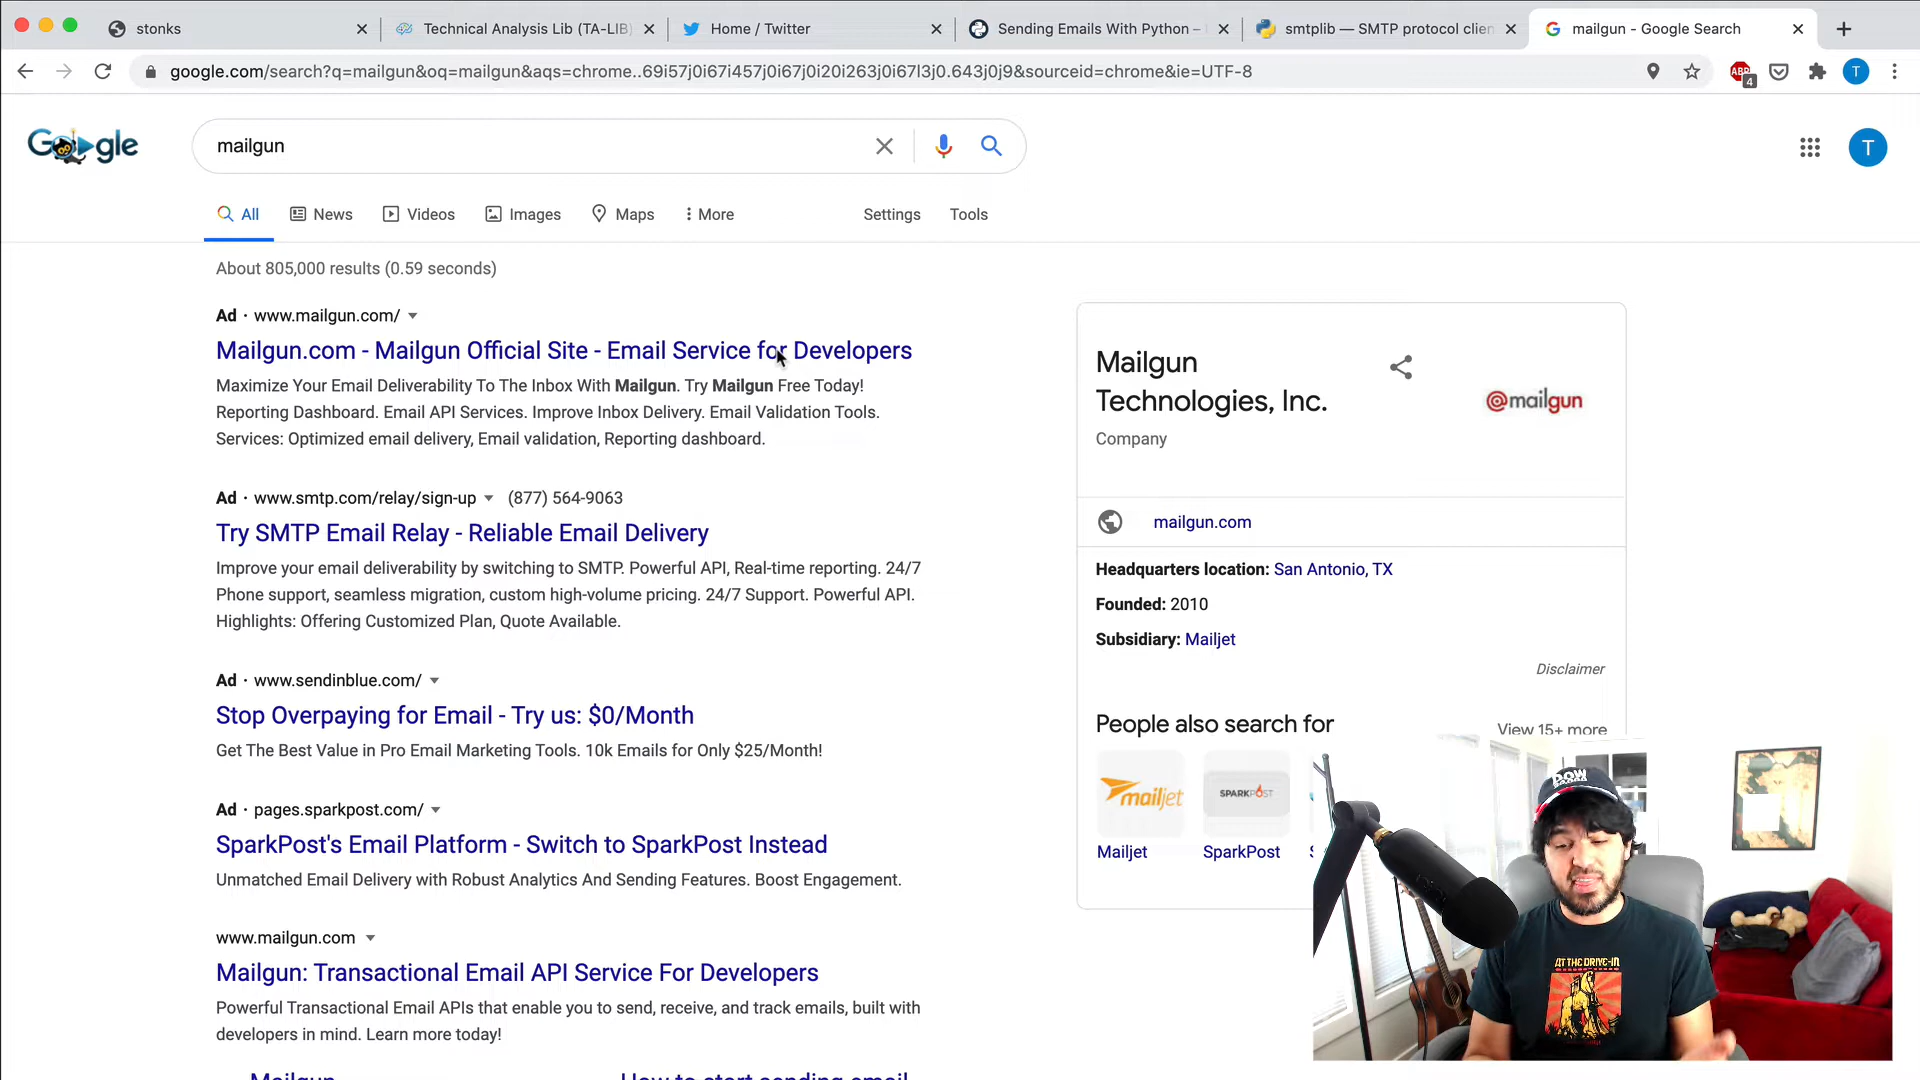 stonks
Technical Analysis Lib (TA-LIB)
Home / Twitter
Sending Emails With Python –
smtplib — SMTP protocol clien
mailgun - Google Search
google.com/search?q=mailgun&oq=mailgun&aqs=chrome..69i57j0i67i457j0i67j0i20i263j0i67l3j0.643j0j9&sourceid=chrome&ie=UTF-8
ABP
4
T
Google
mailgun
T
All
News
Videos
Images
Maps
More
Settings
Tools
About 805,000 results (0.59 seconds)
Ad · www.mailgun.com/
Mailgun.com - Mailgun Official Site - Email Service for Developers
Maximize Your Email Deliverability To The Inbox With Mailgun. Try Mailgun Free Today!
Reporting Dashboard. Email API Services. Improve Inbox Delivery. Email Validation Tools.
Services: Optimized email delivery, Email validation, Reporting dashboard.
Ad · www.smtp.com/relay/sign-up (877) 564-9063
Try SMTP Email Relay - Reliable Email Delivery
Improve your email deliverability by switching to SMTP. Powerful API, Real-time reporting. 24/7
Phone support, seamless migration, custom high-volume pricing. 24/7 Support. Powerful API.
Highlights: Offering Customized Plan, Quote Available.
Ad · www.sendinblue.com/
Stop Overpaying for Email - Try us: $0/Month
Get The Best Value in Pro Email Marketing Tools. 10k Emails for Only $25/Month!
Ad · pages.sparkpost.com/
SparkPost's Email Platform - Switch to SparkPost Instead
Unmatched Email Delivery with Robust Analytics And Sending Features. Boost Engagement.
www.mailgun.com
Mailgun: Transactional Email API Service For Developers
Powerful Transactional Email APIs that enable you to send, receive, and track emails, built with
developers in mind. Learn more today!
Mailgun
How to start sending email
Mailgun
Technologies, Inc.
Company
@mailgun
mailgun.com
Headquarters location: San Antonio, TX
Founded: 2010
Subsidiary: Mailjet
Disclaimer
People also search for
View 15+ more
mailjet
SPARKPOST
Mailjet
SparkPost
AT THE DRIVE-IN